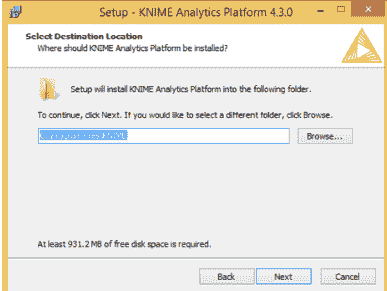 Setup - KNIME Analytics Platform 4.3.0
Select Destination Location
Where should KNIME Analytics Platform be installed?
Setup will install KNIME Analytics Platform into the following folder.
To continue, click Next. If you would like to select a different folder, click Browse.
Browse...
At least 931.2 MB of free disk space is required.
Back
Next
Cancel